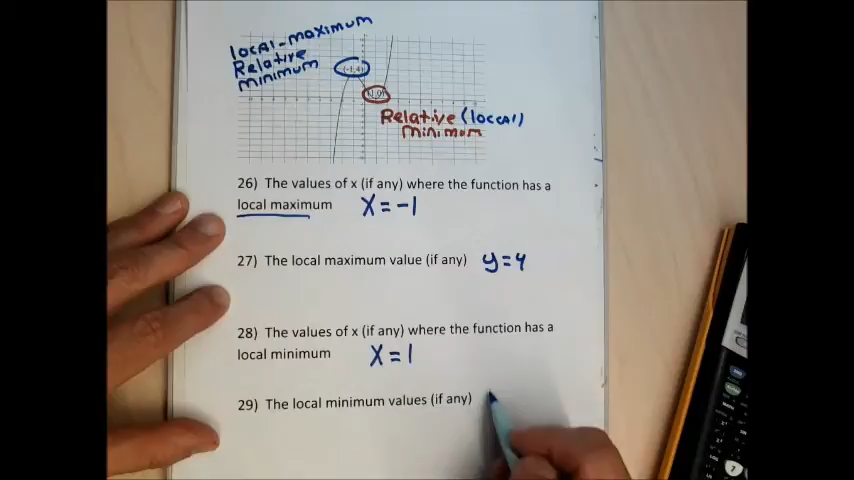 local-maximum
Relative
minimum
(-1,4)
(1,0)
Relative (loccal)
minimum
26) The values of x (if any) where the function has a
local maximum X = -1
27) The local maximum value (if any) y=4
28) The values of x (if any) where the function has a
local minimum X = 1
29) The local minimum values (if any)